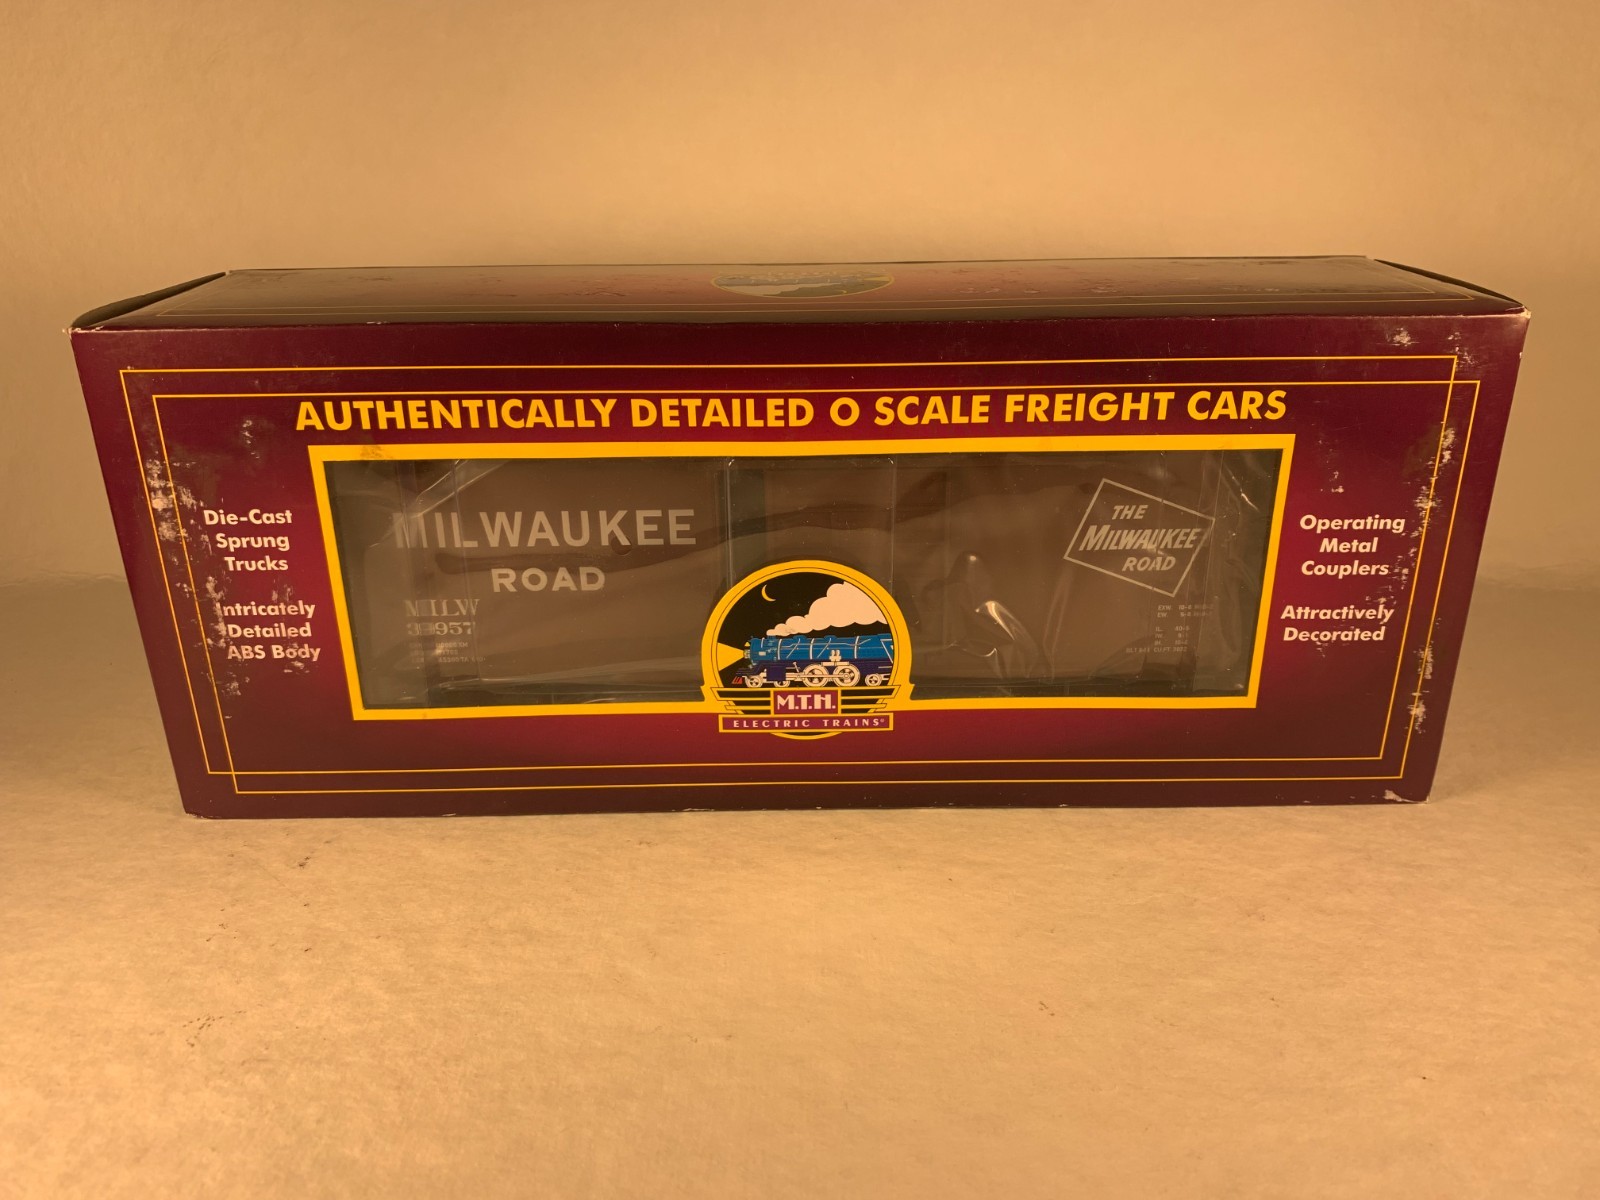 AUTHENTICALLY DETAILED O SCALE FREIGHT CARS
Die-Cast
Sprung
Trucks
Intricately
Detailed
ABS Body
MILWAUKEE
ROAD
MILW
THE
MILWAUKEE
ROAD
M.T.H.
ELECTRIC TRAINS®
Operating
Metal
Couplers
Attractively
Decorated